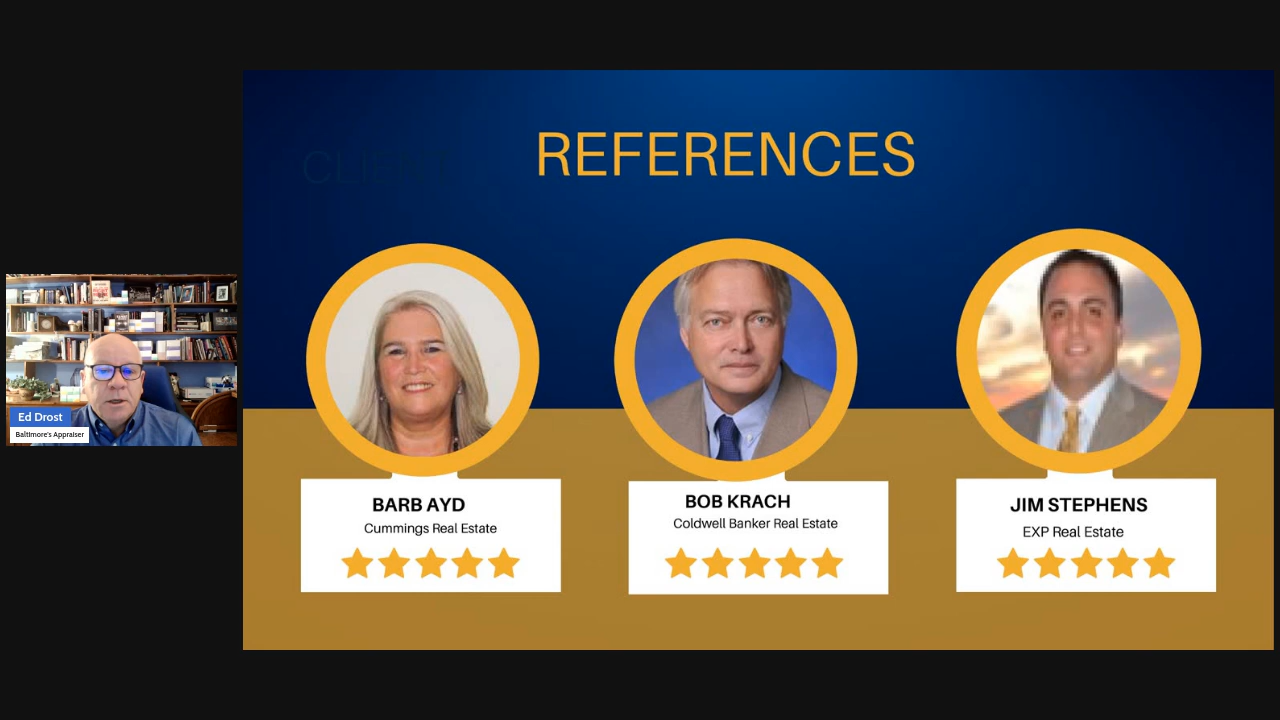 REFERENCES
CLIENT
Ed Drost
Baltimore's Appraiser
BARB AYD
Cummings Real Estate
BOB KRACH
Coldwell Banker Real Estate
JIM STEPHENS
EXP Real Estate